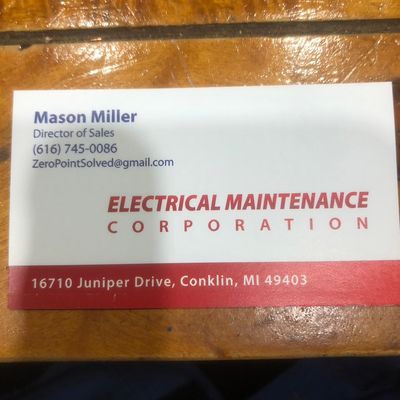 Mason Miller
Director of Sales
(616) 745-0086
ZeroPointSolved@gmail.com
ELECTRICAL MAINTENANCE
CORPORATION
16710 Juniper Drive, Conklin, MI 49403